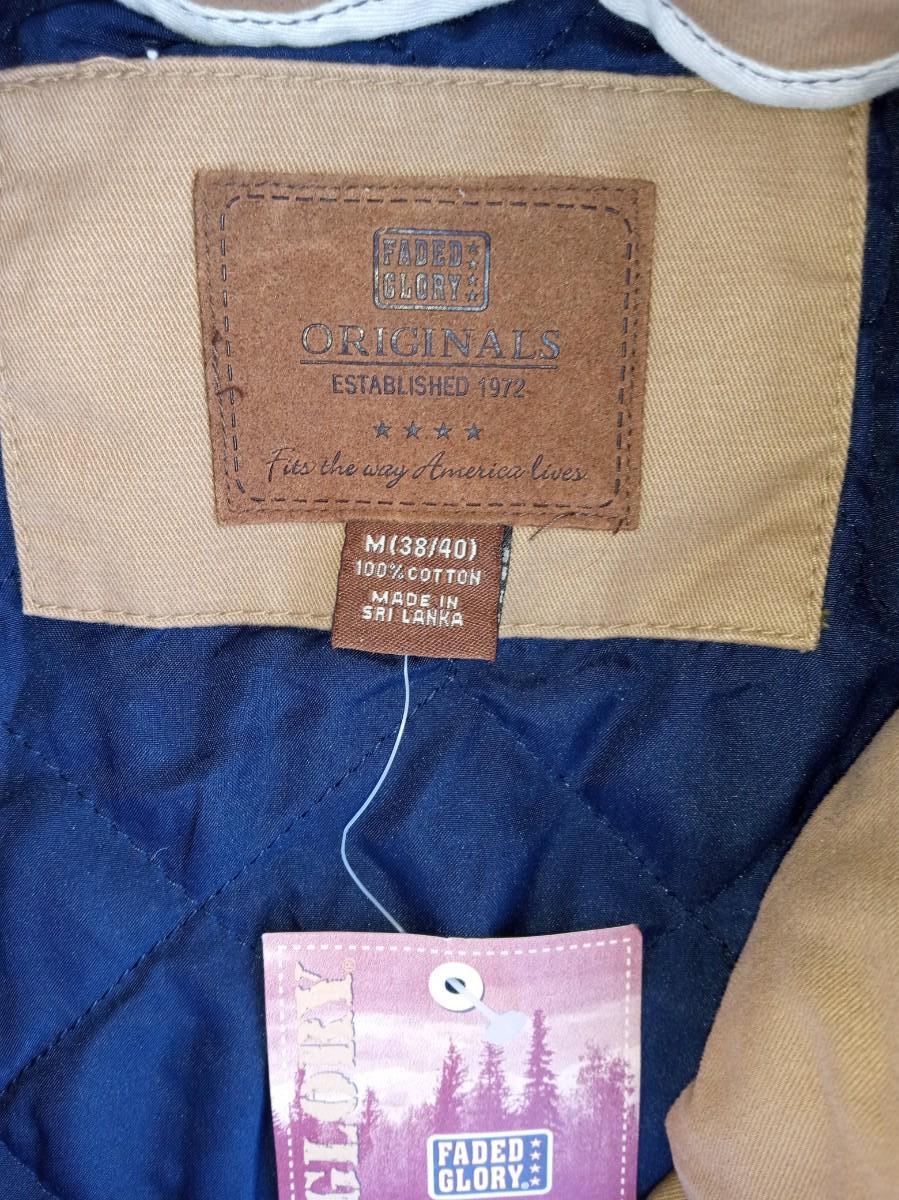 FADED
GLORY
ORIGINALS
ESTABLISHED 1972
Fits the way America lives
M(38/40)
100% COTTON
MADE IN
SRI LANKA
GLORY®
FADED
GLORY®